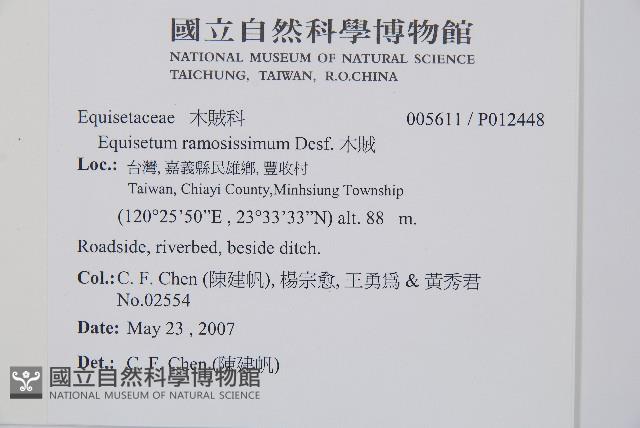 國立自然科學博物館
NATIONAL MUSEUM OF NATURAL SCIENCE
TAICHUNG, TAIWAN, R.O.CHINA
Equisetaceae 木賊科 005611 / P012448
Equisetum ramosissimum Desf. 木賊
Loc.: 台灣, 嘉義縣民雄鄉, 豐收村
Taiwan, Chiayi County,Minhsiung Township
(120°25'50”E , 23°33'33”N) alt. 88 m.
Roadside, riverbed, beside ditch.
Col.: C. F. Chen (陳建帆), 楊宗愈, 王勇為 & 黃秀君
No.02554
Date: May 23 , 2007
Det.: C. F. Chen (陳建帆)
國立自然科學博物館
NATIONAL MUSEUM OF NATURAL SCIENCE